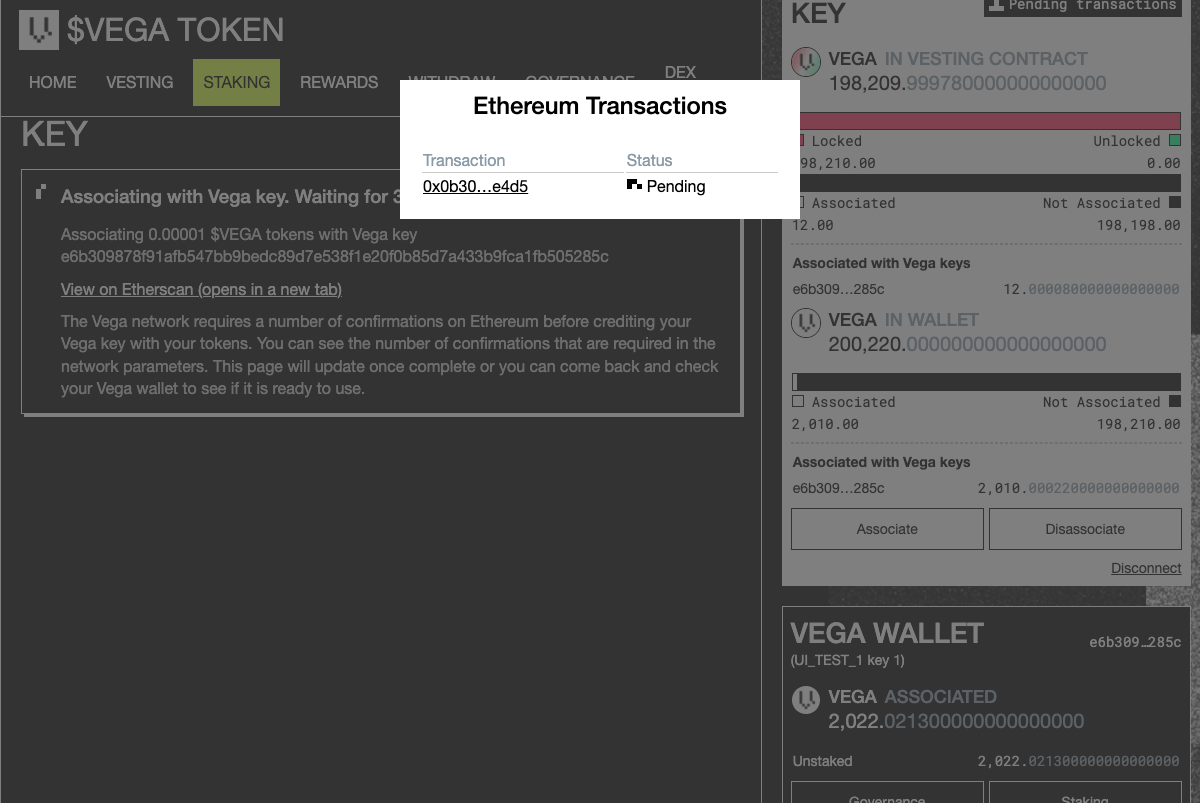 $VEGA TOKEN
HOME
VESTING
STAKING
REWARDS
WITHDRAW
GOVERNANCE
DEX
KEY
Associating with Vega key. Waiting for 3
Associating 0.00001 $VEGA tokens with Vega key
e6b309878f91afb547bb9bedc89d7e538f1e20f0b85d7a433b9fca1fb505285c
View on Etherscan (opens in a new tab)
The Vega network requires a number of confirmations on Ethereum before crediting your
Vega key with your tokens. You can see the number of confirmations that are required in the
network parameters. This page will update once complete or you can come back and check
your Vega wallet to see if it is ready to use.
Ethereum Transactions
Transaction Status
0x0b30…e4d5 Pending
KEY
Pending transactions
VEGA IN VESTING CONTRACT
198,209.999780000000000000
Locked Unlocked
98,210.00 0.00
Associated Not Associated
12.00 198,198.00
Associated with Vega keys
e6b309…285c 12.000080000000000000
VEGA IN WALLET
200,220.000000000000000000
Associated Not Associated
2,010.00 198,210.00
Associated with Vega keys
e6b309…285c 2,010.000220000000000000
Associate Disassociate
Disconnect
VEGA WALLET e6b309…285c
(UI_TEST_1 key 1)
VEGA ASSOCIATED
2,022.021300000000000000
Unstaked 2,022.021300000000000000
Governance Staking